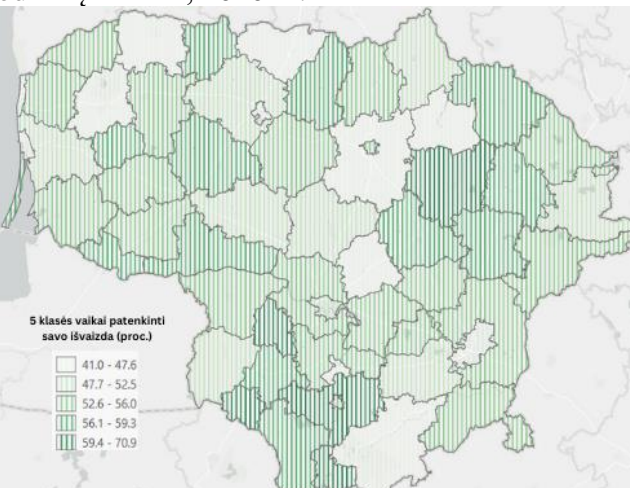 5 klasės vaikai patenkinti
savo išvaizda (proc.)
41.0 - 47.6
47.7 - 52.5
52.6 - 56.0
56.1 - 59.3
59.4 - 70.9